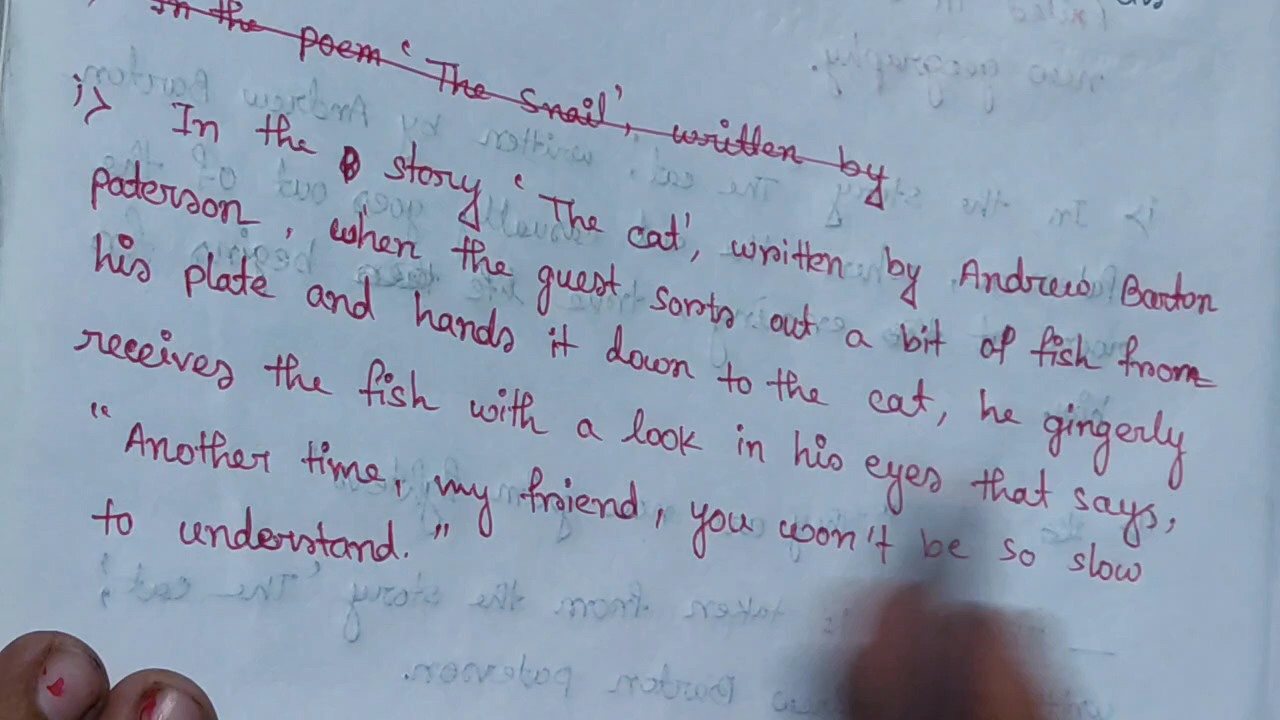 In the poem 'The Snail', written by
i> In the story 'The cat', written by Andrew Barton
paterson, when the guest sorts out a bit of fish from
his plate and hands it down to the cat, he gingerly
receives the fish with a look in his eyes that says,
"Another time, my friend, you won't be so slow
to understand."